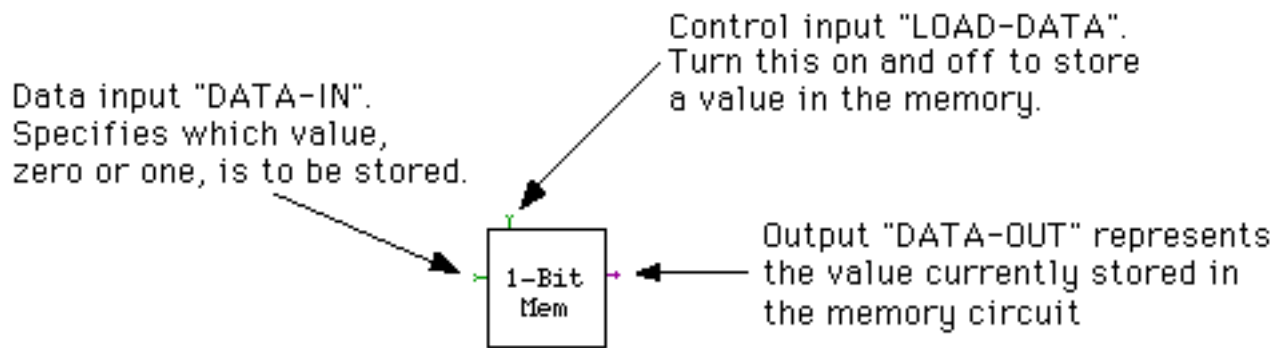 Control input "LOAD-DATA".
Turn this on and off to store
a value in the memory.
Data input "DATA-IN".
Specifies which value,
zero or one, is to be stored.
1-Bit
Mem
Output "DATA-OUT" represents
the value currently stored in
the memory circuit